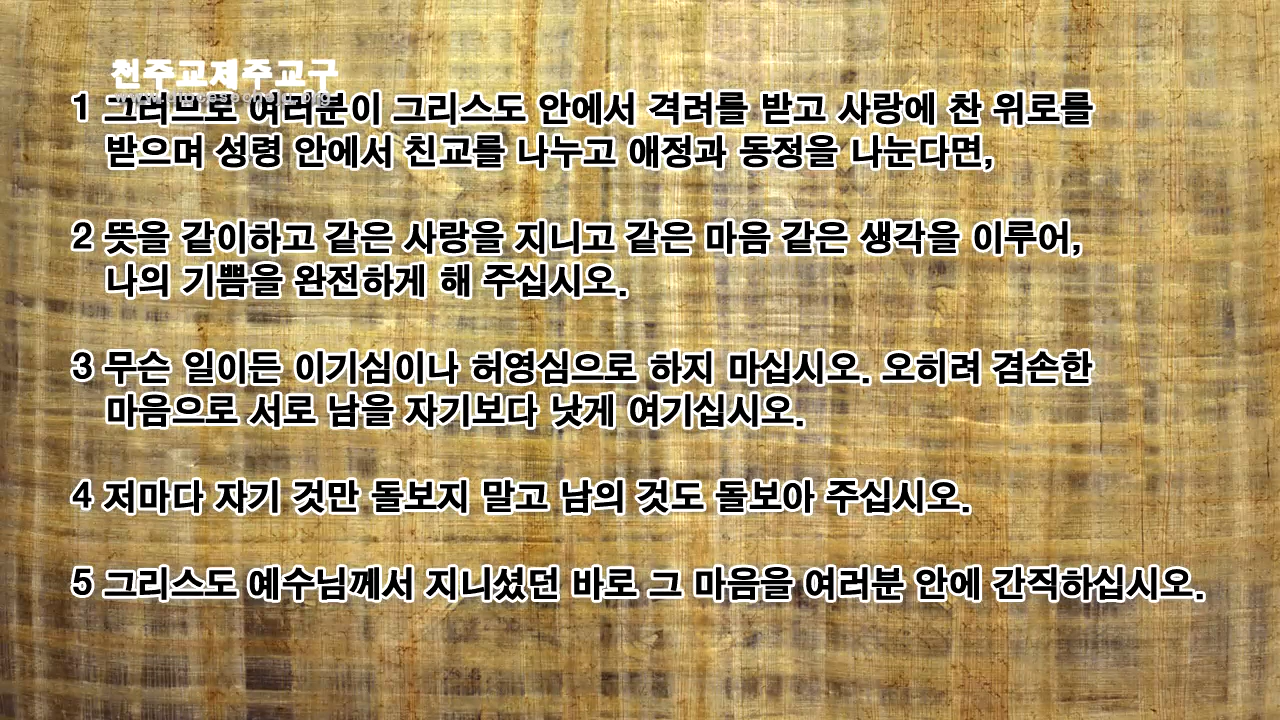 천주교제주교구
1 그러므로 여러분이 그리스도 안에서 격려를 받고 사랑에 찬 위로를
받으며 성령 안에서 친교를 나누고 애정과 동정을 나눈다면,
2 뜻을 같이하고 같은 사랑을 지니고 같은 마음 같은 생각을 이루어,
나의 기쁨을 완전하게 해 주십시오.
3 무슨 일이든 이기심이나 허영심으로 하지 마십시오. 오히려 겸손한
마음으로 서로 남을 자기보다 낫게 여기십시오.
4 저마다 자기 것만 돌보지 말고 남의 것도 돌보아 주십시오.
5 그리스도 예수님께서 지니셨던 바로 그 마음을 여러분 안에 간직하십시오.